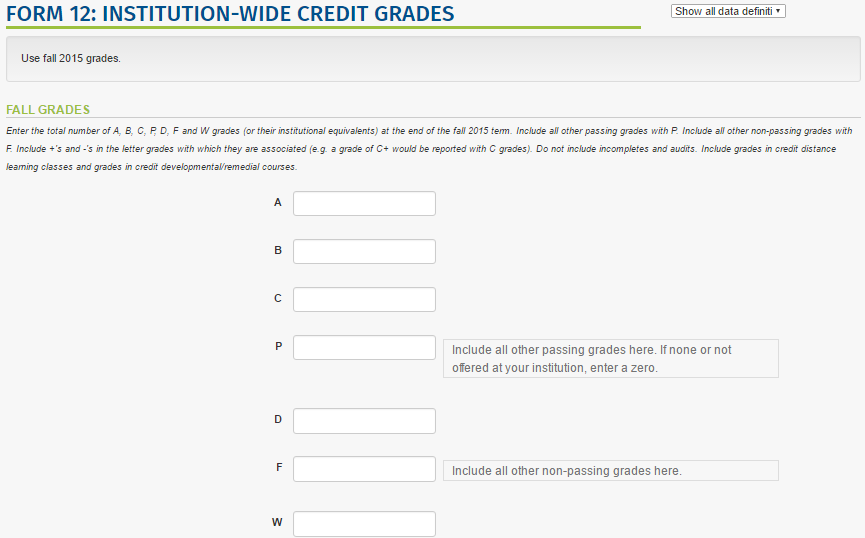 FORM 12: INSTITUTION-WIDE CREDIT GRADES
Show all data definiti
Use fall 2015 grades.
FALL GRADES
Enter the total number of A, B, C, P, D, F and W grades (or their institutional equivalents) at the end of the fall 2015 term. Include all other passing grades with P. Include all other non-passing grades with
F. Include +'s and -'s in the letter grades with which they are associated (e.g. a grade of C+ would be reported with C grades). Do not include incompletes and audits. Include grades in credit distance
learning classes and grades in credit developmental/remedial courses.
A
B
C
P
Include all other passing grades here. If none or not
offered at your institution, enter a zero.
D
F
Include all other non-passing grades here.
W